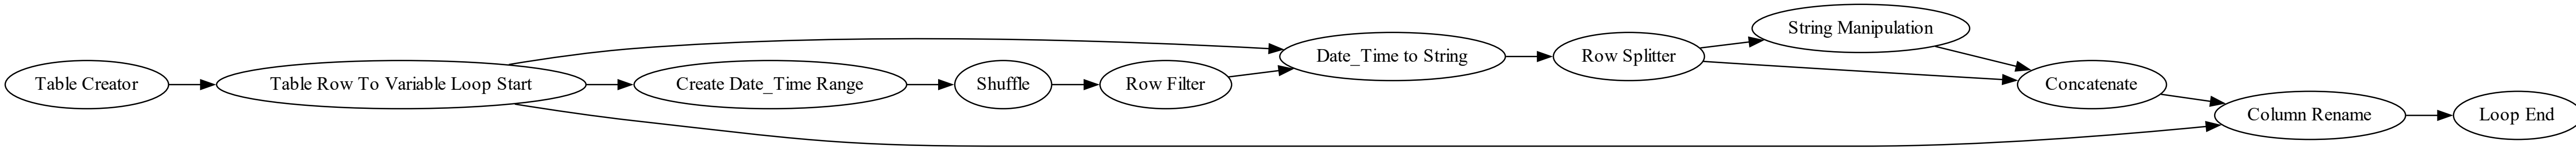 Table Creator
Table Row To Variable Loop Start
Create Date_Time Range
Shuffle
Row Filter
Date_Time to String
Row Splitter
String Manipulation
Concatenate
Column Rename
Loop End